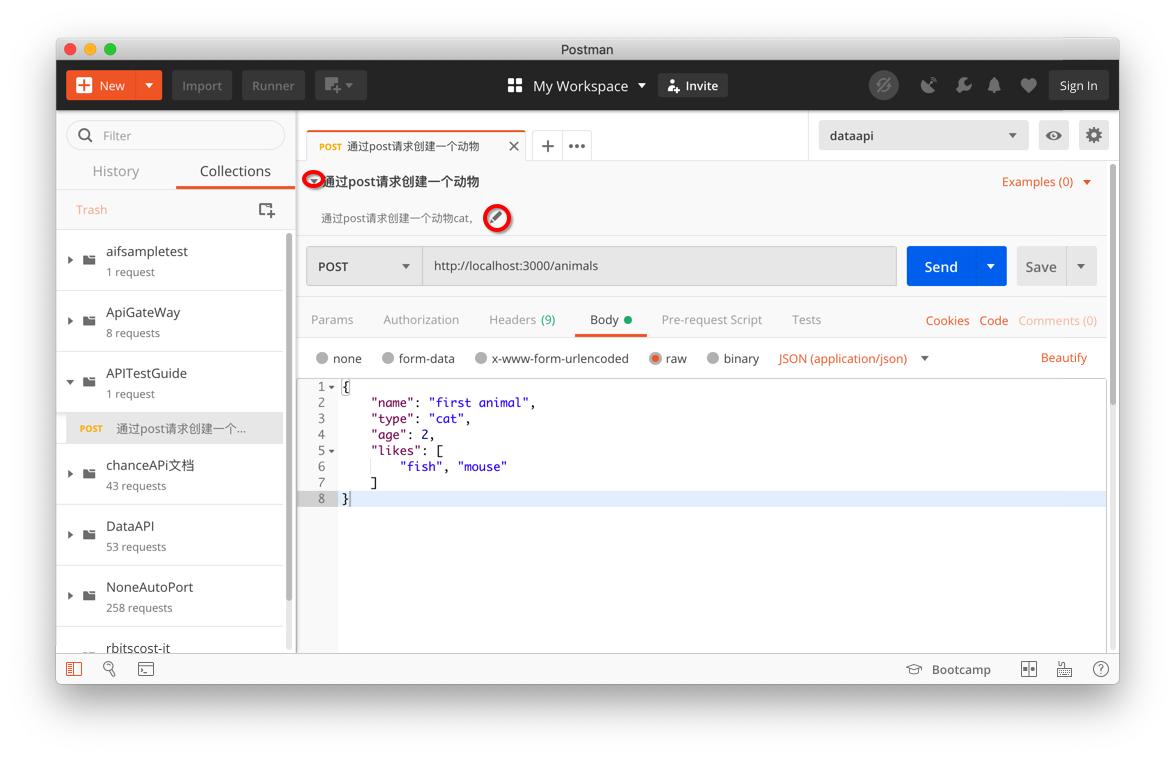 Postman
New
Import
Runner
My Workspace
Invite
Sign In
Filter
History
Collections
Trash
aifsampletest
1 request
ApiGateWay
8 requests
APITestGuide
1 request
POST 通过post请求创建一个...
chanceAPi文档
43 requests
DataAPI
53 requests
NoneAutoPort
258 requests
rbitscost-it
POST 通过post请求创建一个动物
dataapi
通过post请求创建一个动物
Examples (0)
通过post请求创建一个动物cat,
POST
http://localhost:3000/animals
Send
Save
Params
Authorization
Headers (9)
Body
Pre-request Script
Tests
Cookies
Code
Comments (0)
none
form-data
x-www-form-urlencoded
raw
binary
JSON (application/json)
Beautify
1 {
2 "name": "first animal",
3 "type": "cat",
4 "age": 2,
5 "likes": [
6 "fish", "mouse"
7 ]
8 }
Bootcamp